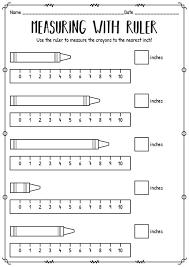 Name Date
MEASURING WITH RULER
Use the ruler to measure the crayons to the nearest inch!
inches
0 1 2 3 4 5 6 7 8 9 10
inches
0 1 2 3 4 5 6 7 8 9 10
inches
0 1 2 3 4 5 6 7 8 9 10
inches
0 1 2 3 4 5 6 7 8 9 10
inches
0 1 2 3 4 5 6 7 8 9 10